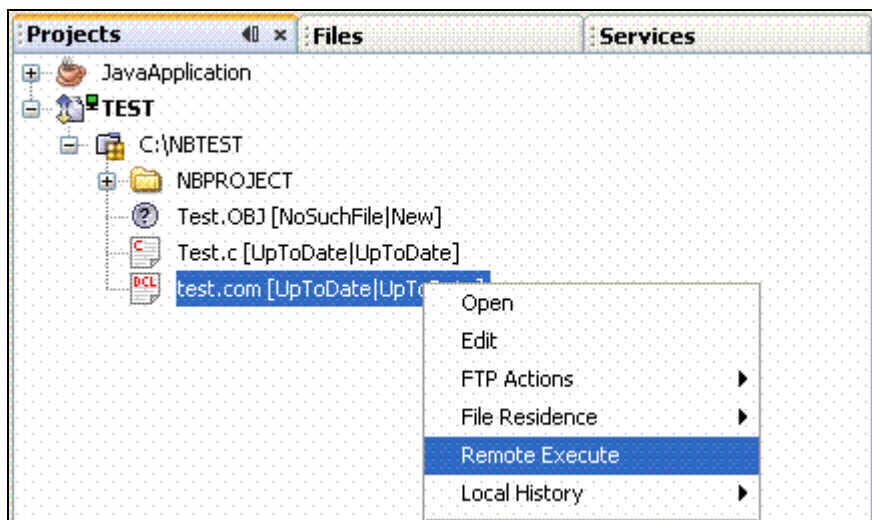 Projects Files Services
JavaApplication
TEST
C:\NBTEST
NBPROJECT
Test.OBJ [NoSuchFile|New]
C
Test.c [UpToDate|UpToDate]
DCL
test.com [UpToDate|UpTo
Open
Edit
FTP Actions
File Residence
Remote Execute
Local History